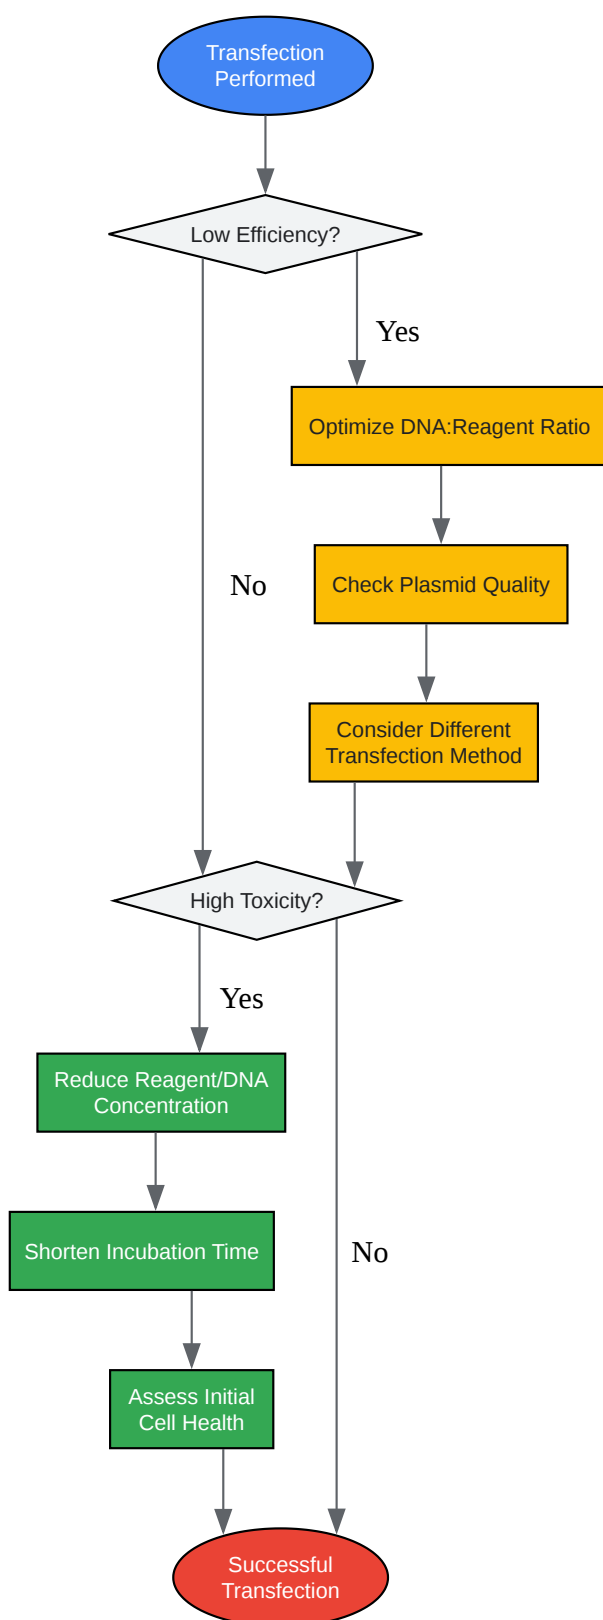 Transfection
Performed
Low Efficiency?
Yes
Optimize DNA:Reagent Ratio
No
Check Plasmid Quality
Consider Different
Transfection Method
High Toxicity?
Yes
Reduce Reagent/DNA
Concentration
Shorten Incubation Time
No
Assess Initial
Cell Health
Successful
Transfection